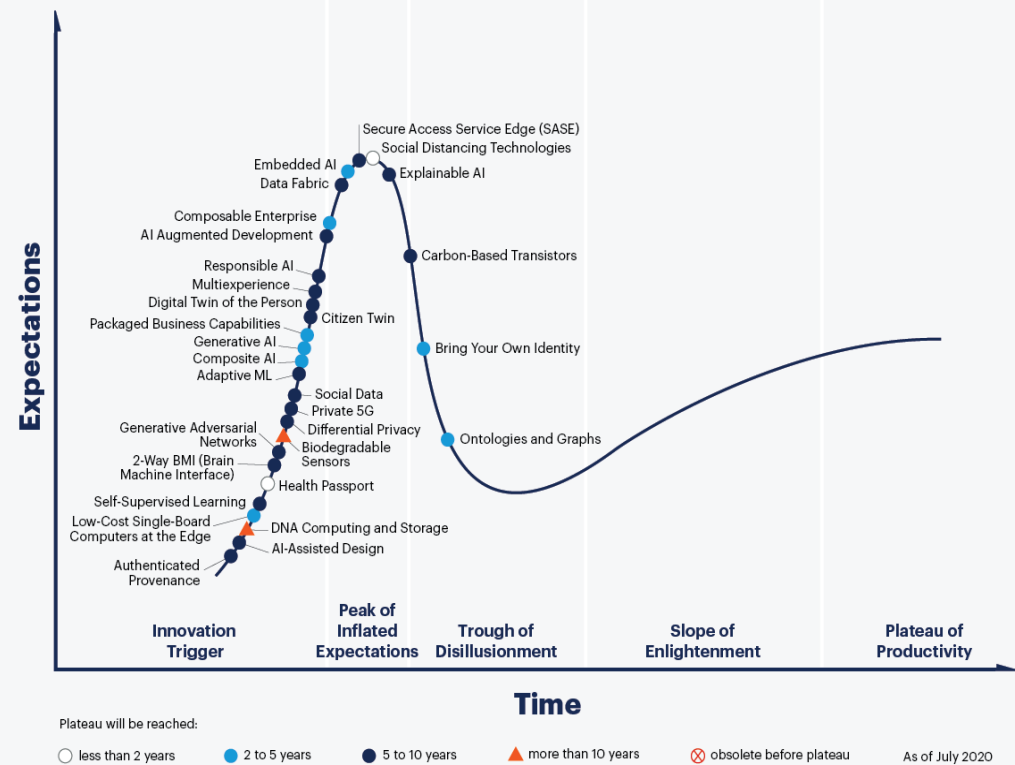 Secure Access Service Edge (SASE)
Social Distancing Technologies
Embedded AI
Explainable AI
Data Fabric
Composable Enterprise
AI Augmented Development
Carbon-Based Transistors
Responsible AI
Multiexperience
Digital Twin of the Person
Citizen Twin
Packaged Business Capabilities
Generative AI
Bring Your Own Identity
Composite AI
Adaptive ML
Social Data
Private 5G
Differential Privacy
Generative Adversarial
Networks
Biodegradable
Sensors
Ontologies and Graphs
2-Way BMI (Brain
Machine Interface)
Health Passport
Self-Supervised Learning
Low-Cost Single-Board
Computers at the Edge
DNA Computing and Storage
AI-Assisted Design
Authenticated
Provenance
Expectations
Innovation
Trigger
Peak of
Inflated
Expectations
Trough of
Disillusionment
Slope of
Enlightenment
Plateau of
Productivity
Time
Plateau will be reached:
less than 2 years
2 to 5 years
5 to 10 years
more than 10 years
obsolete before plateau
As of July 2020